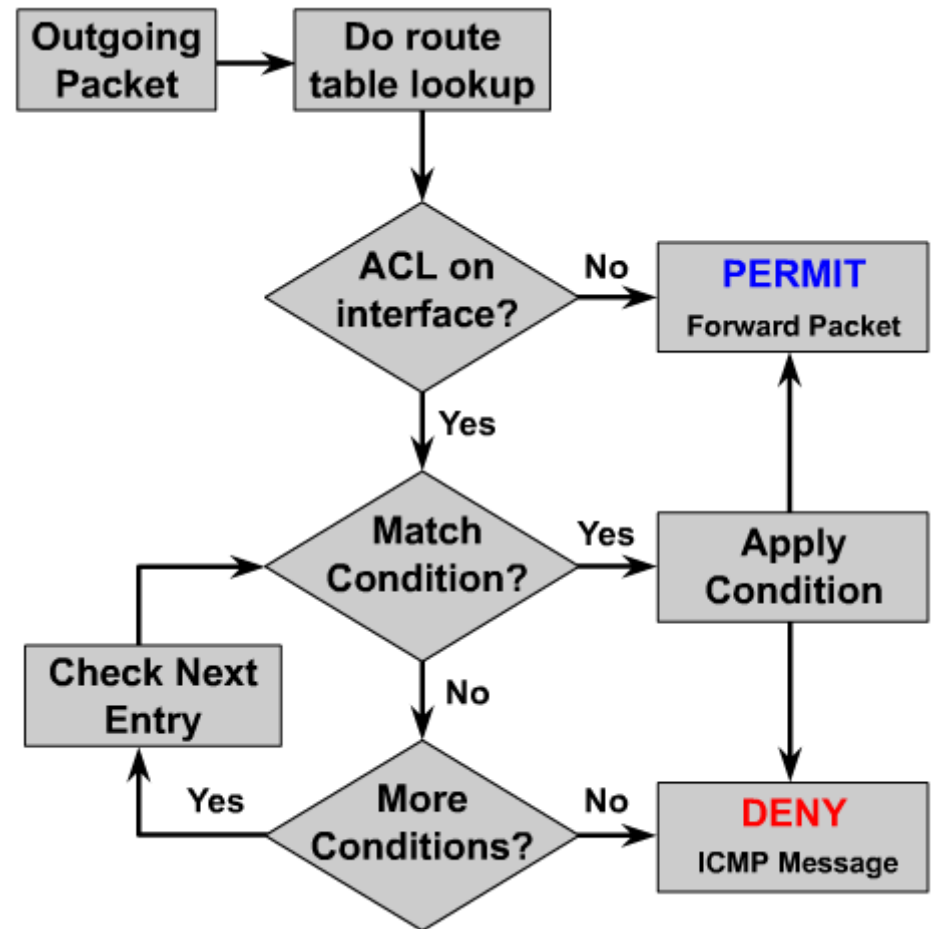 Outgoing
Packet
Do route
table lookup
ACL on
interface?
No
PERMIT
Forward Packet
Yes
Match
Condition?
Yes
Apply
Condition
Check Next
Entry
No
Yes
More
Conditions?
No
DENY
ICMP Message